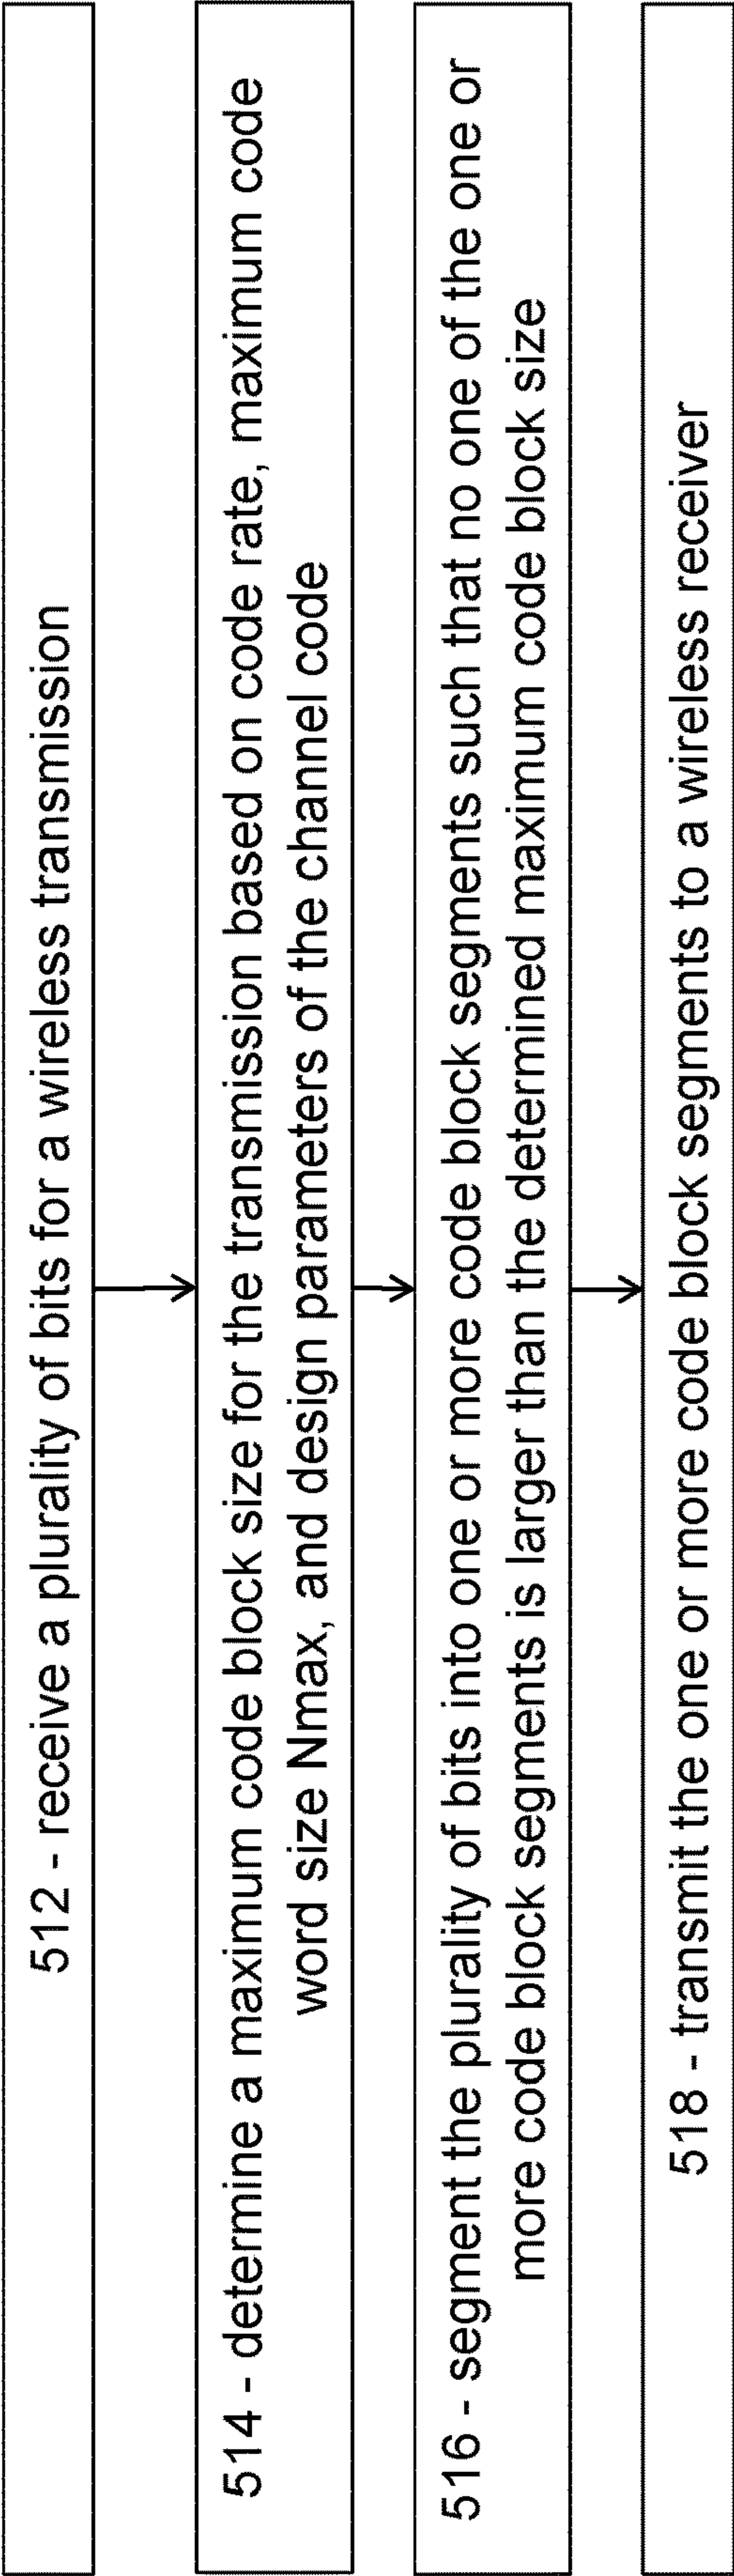 512 - receive a plurality of bits for a wireless transmission
514 - determine a maximum code block size for the transmission based on code rate, maximum code
word size Nmax, and design parameters of the channel code
516 - segment the plurality of bits into one or more code block segments such that no one of the one or
more code block segments is larger than the determined maximum code block size
518 - transmit the one or more code block segments to a wireless receiver